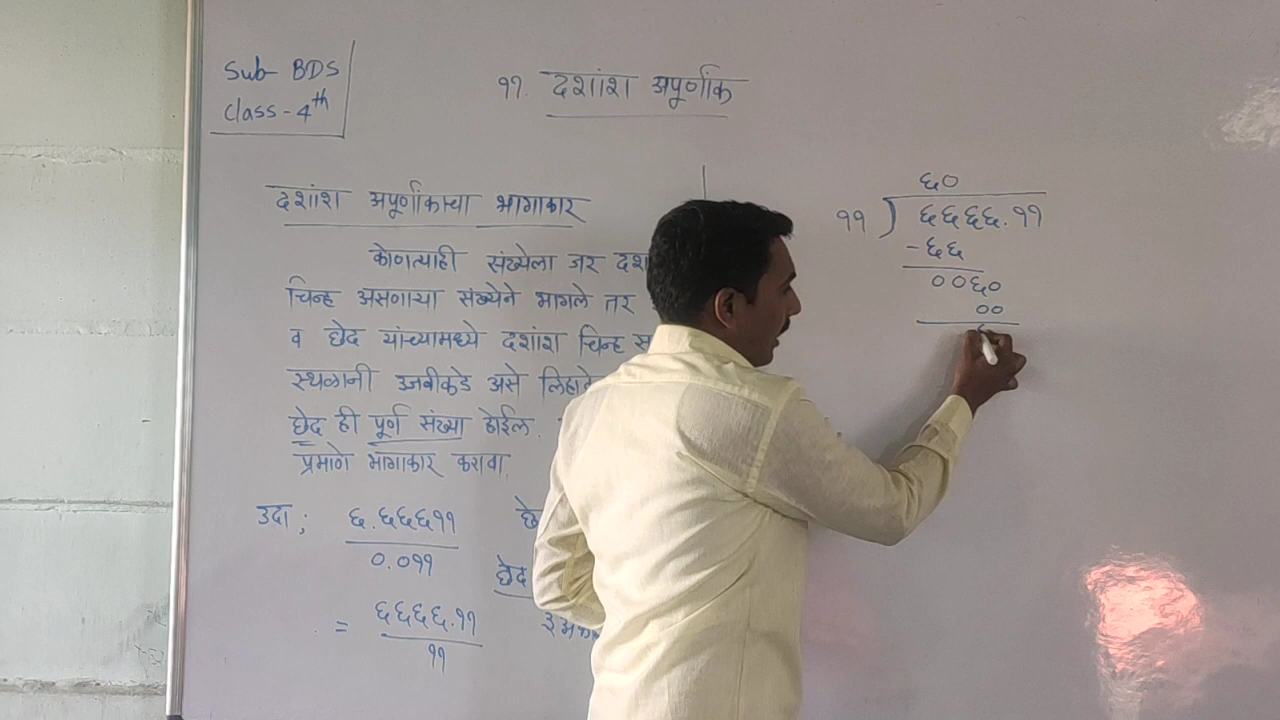 Sub- BDS
Class - 4th
११. दशांश अपूर्णांक
दशांश अपूर्णांकाचा भागाकार
कोणत्याही संख्येला जर
चिन्ह असणाऱ्या संख्येने भागले तर
व छेद यांच्यामध्ये दशांश चिन्ह
स्थळानी उजवीकडे असे
छेद ही पूर्ण संख्या होईल.
प्रमाणे भागाकार करावा.
उदा; ६.६६६११
०.०११
छेद
= ६६६६.११
११
६०
११ ) ६६६६.११
-६६
००६०
००